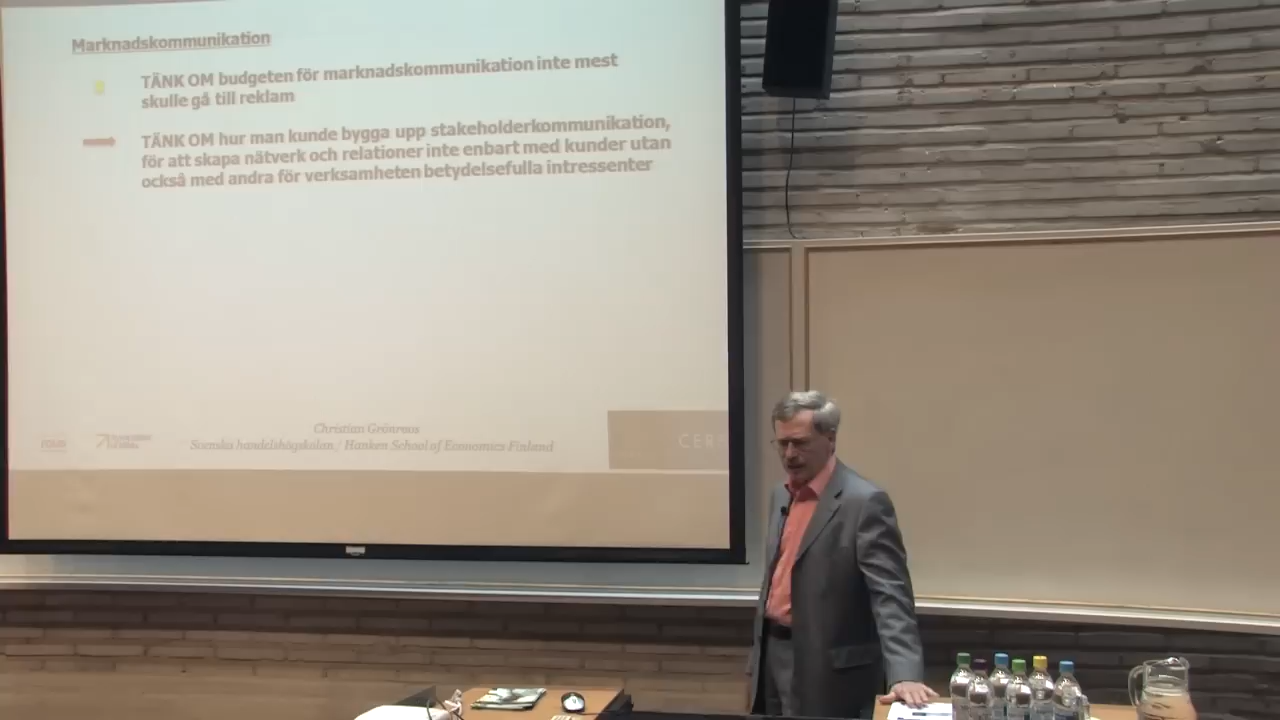 Marknadskommunikation
TÄNK OM budgeten för marknadskommunikation inte mest
skulle gå till reklam
TÄNK OM hur man kunde bygga upp stakeholderkommunikation,
för att skapa nätverk och relationer inte enbart med kunder utan
också med andra för verksamheten betydelsefulla intressenter
Christian Grönroos
Svenska handelshögskolan / Hanken School of Economics Finland
CERS